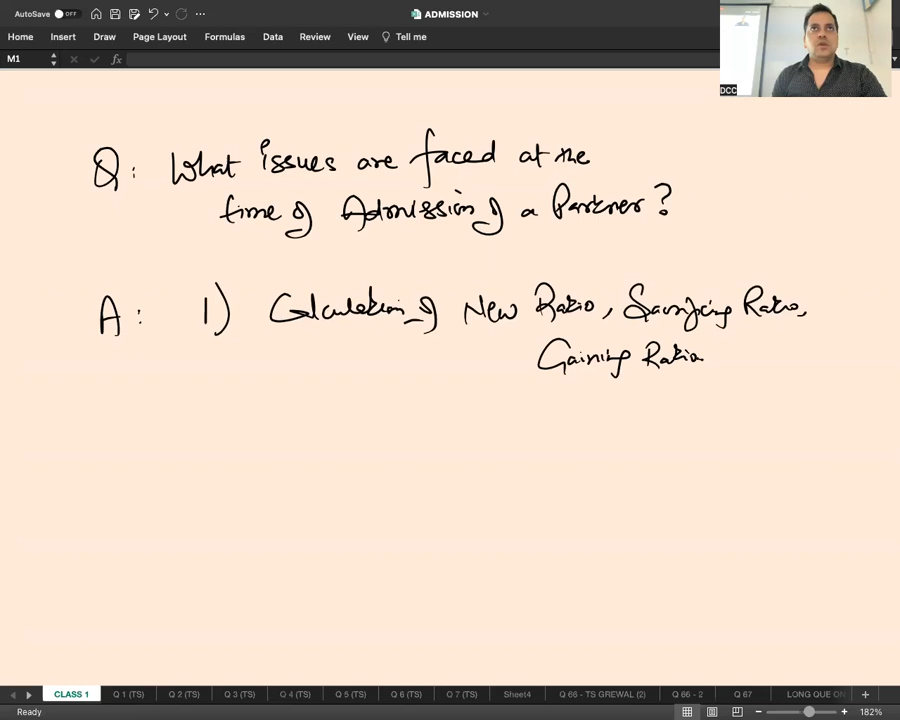 AutoSave OFF ... ADMISSION
Home Insert Draw Page Layout Formulas Data Review View Tell me
M1 fx
DCC
Q: What issues are faced at the
time of Admission of a Partner?
A: 1) Calculation of New Ratio, Sacrificing Ratio,
Gaining Ratio
CLASS 1 Q 1 (TS) Q 2 (TS) Q 3 (TS) Q 4 (TS) Q 5 (TS) Q 6 (TS) Q 7 (TS) Sheet4 Q 66 - TS GREWAL (2) Q 66 - 2 Q 67 LONG QUE ON +
Ready 182%